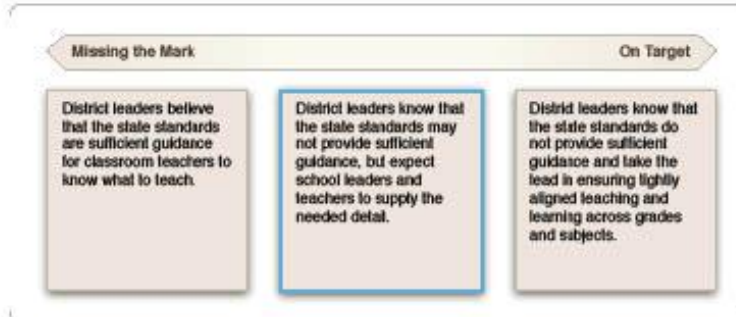 Missing the Mark
On Target
District leaders believe
that the state standards
are sufficient guidance
for classroom teachers to
know what to teach.
District leaders know that
the state standards may
not provide sufficient
guidance, but expect
school leaders and
teachers to supply the
needed detail.
District leaders know that
the state standards do
not provide sufficient
guidance and take the
lead in ensuring tightly
aligned teaching and
learning across grades
and subjects.